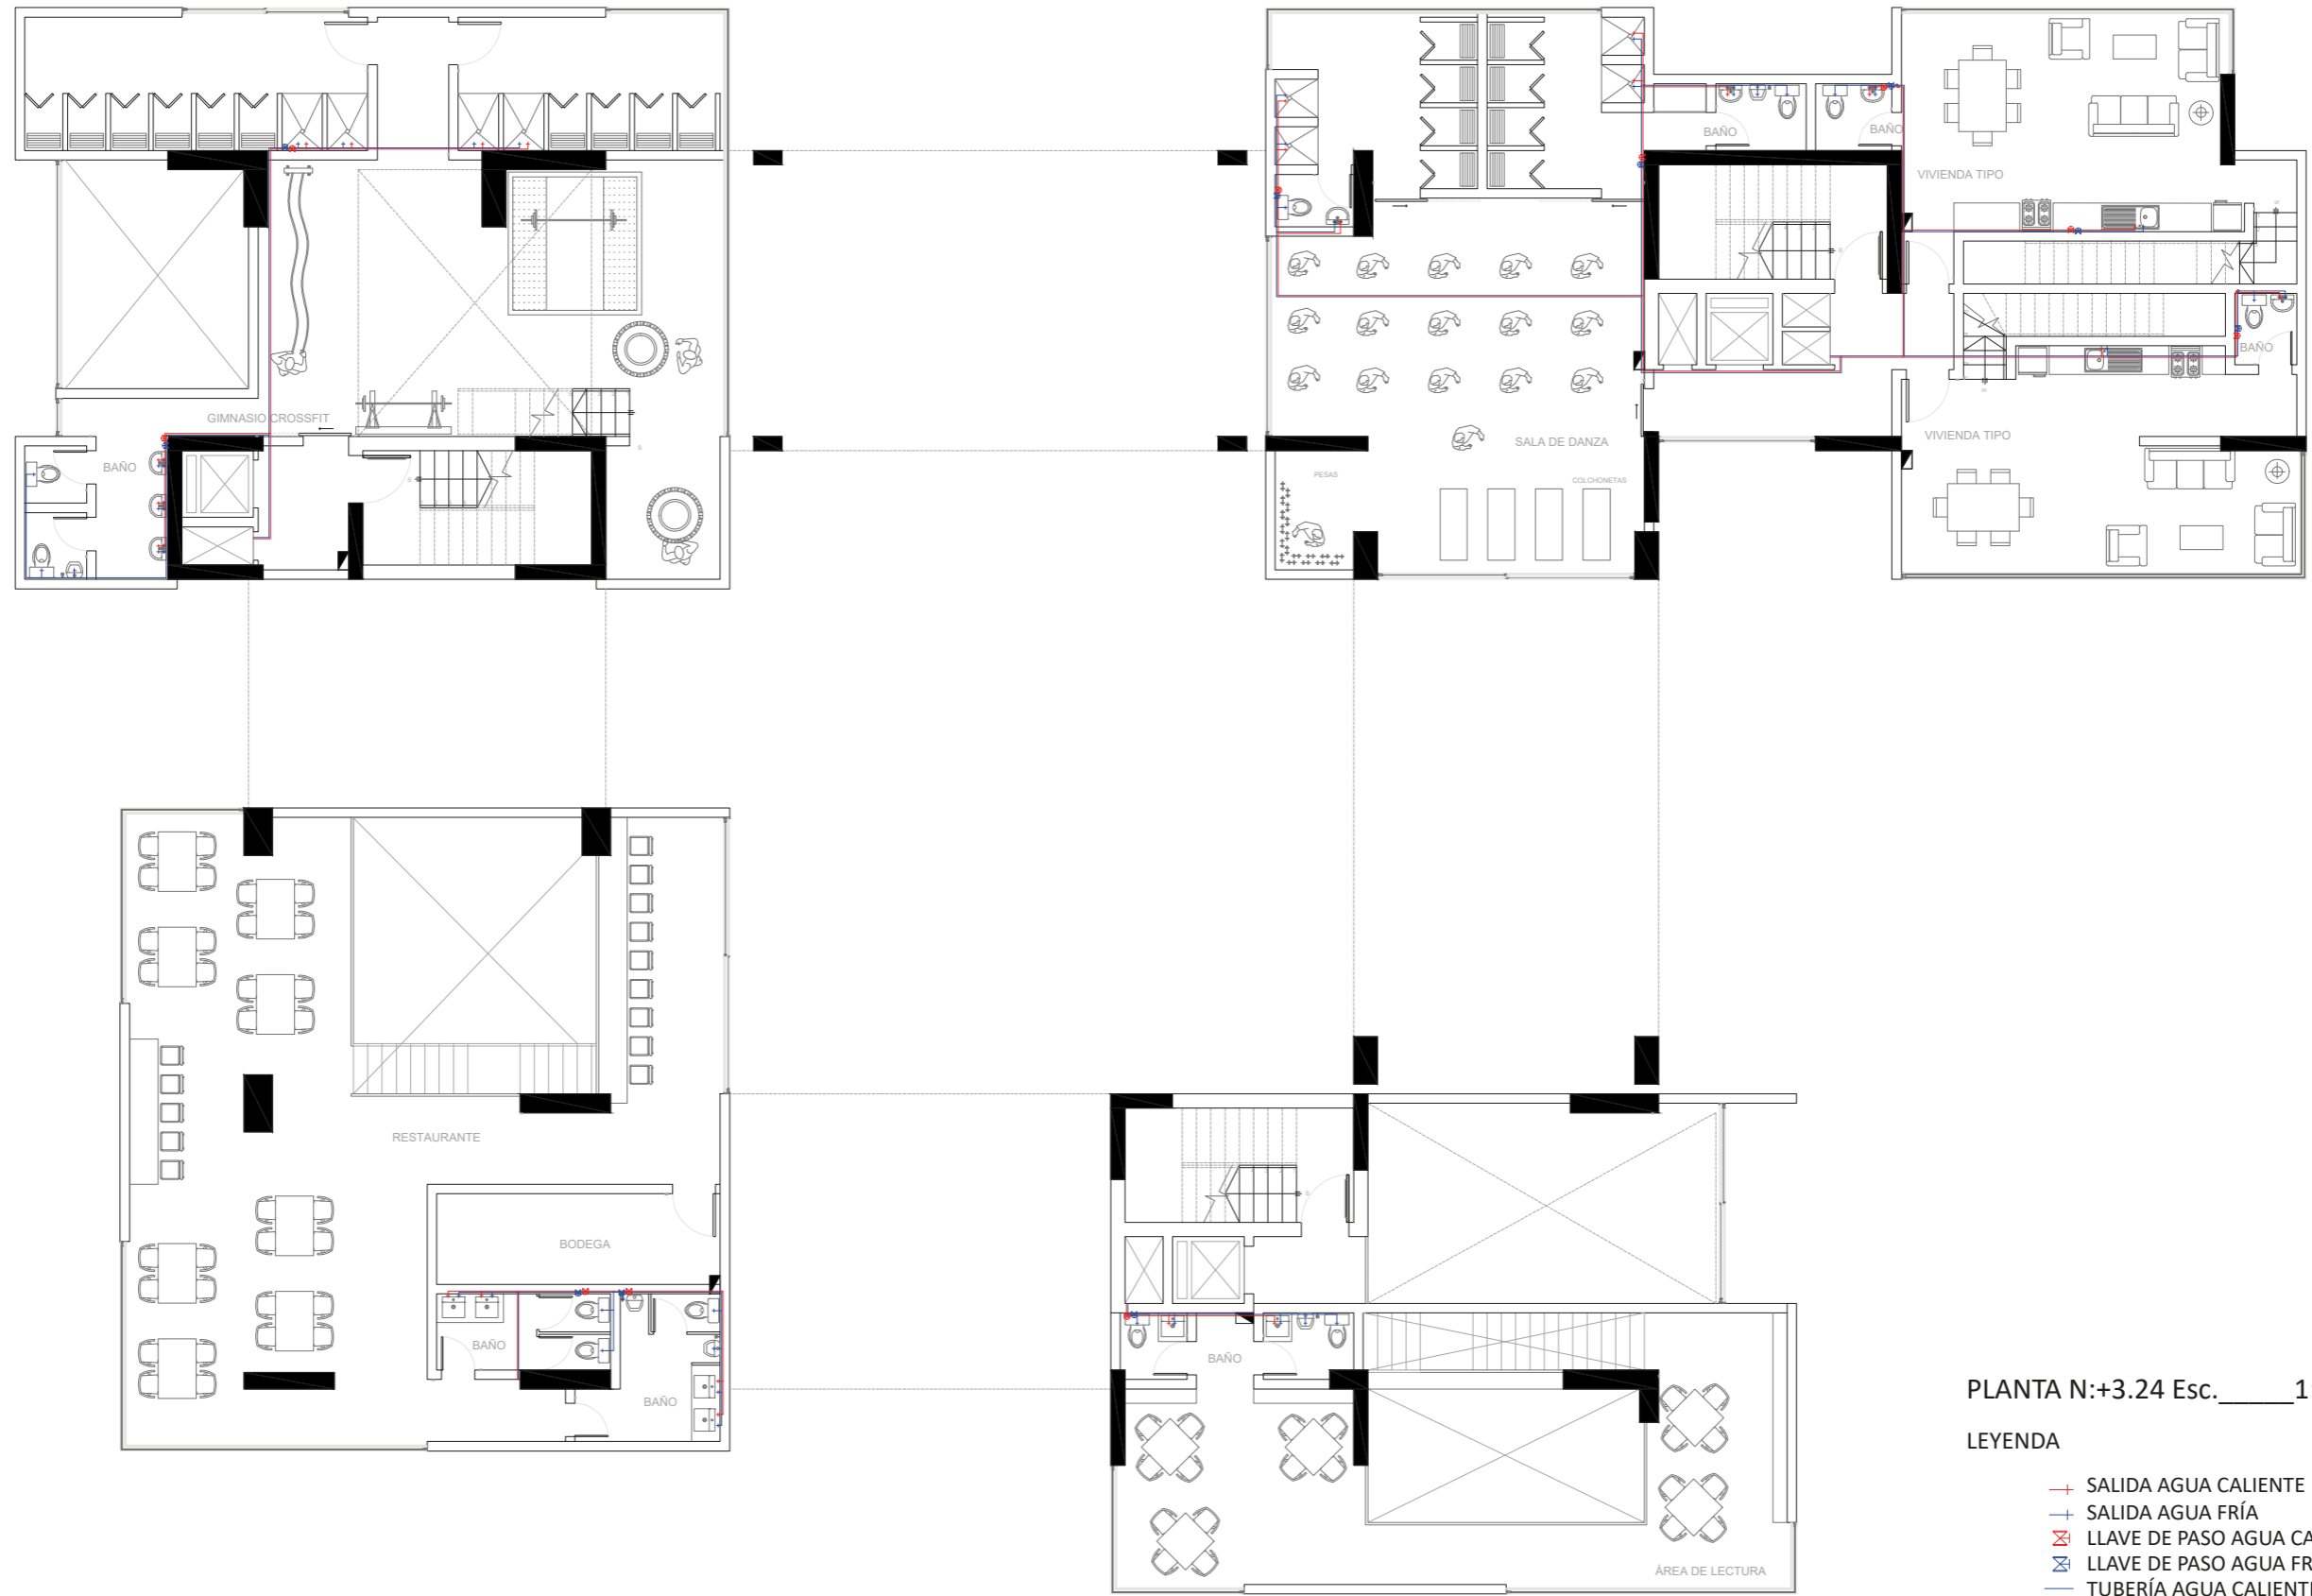 BAÑO
BAÑO
VIVIENDA TIPO
GIMNASIO CROSSFIT
BAÑO
BAÑO
SALA DE DANZA
VIVIENDA TIPO
PESAS
COLCHONETAS
RESTAURANTE
BODEGA
BAÑO
BAÑO
BAÑO
ÁREA DE LECTURA
PLANTA N:+3.24 Esc._____1
LEYENDA
SALIDA AGUA CALIENTE
SALIDA AGUA FRÍA
LLAVE DE PASO AGUA CA
LLAVE DE PASO AGUA FR
TUBERÍA AGUA CALIENT